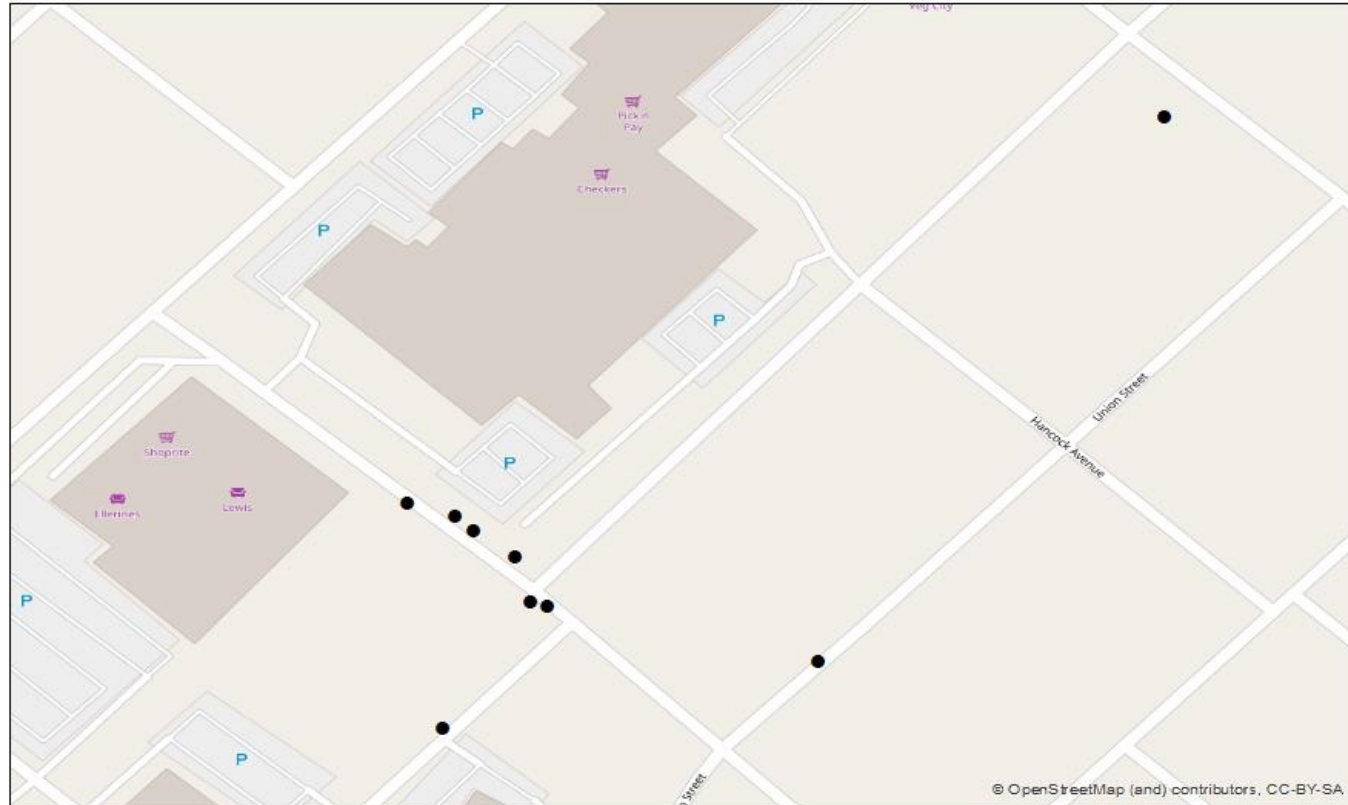 Veg City
P
Pick n
Pay
Checkers
P
P
Union Street
Hancock Avenue
Shoprite
P
Ellerines
Lewis
P
P
Street
© OpenStreetMap (and) contributors, CC-BY-SA